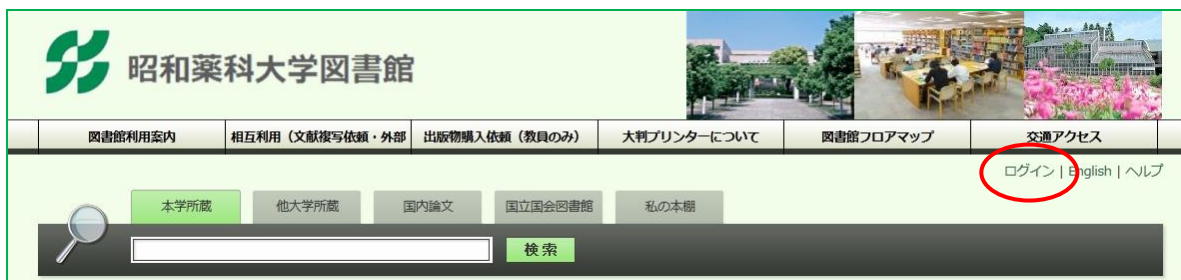 昭和薬科大学図書館
図書館利用案内 相互利用（文献複写依頼・外部 出版物購入依頼（教員のみ） 大判プリンターについて 図書館フロアマップ 交通アクセス
ログイン | English | ヘルプ
本学所蔵 他大学所蔵 国内論文 国立国会図書館 私の本棚
検索